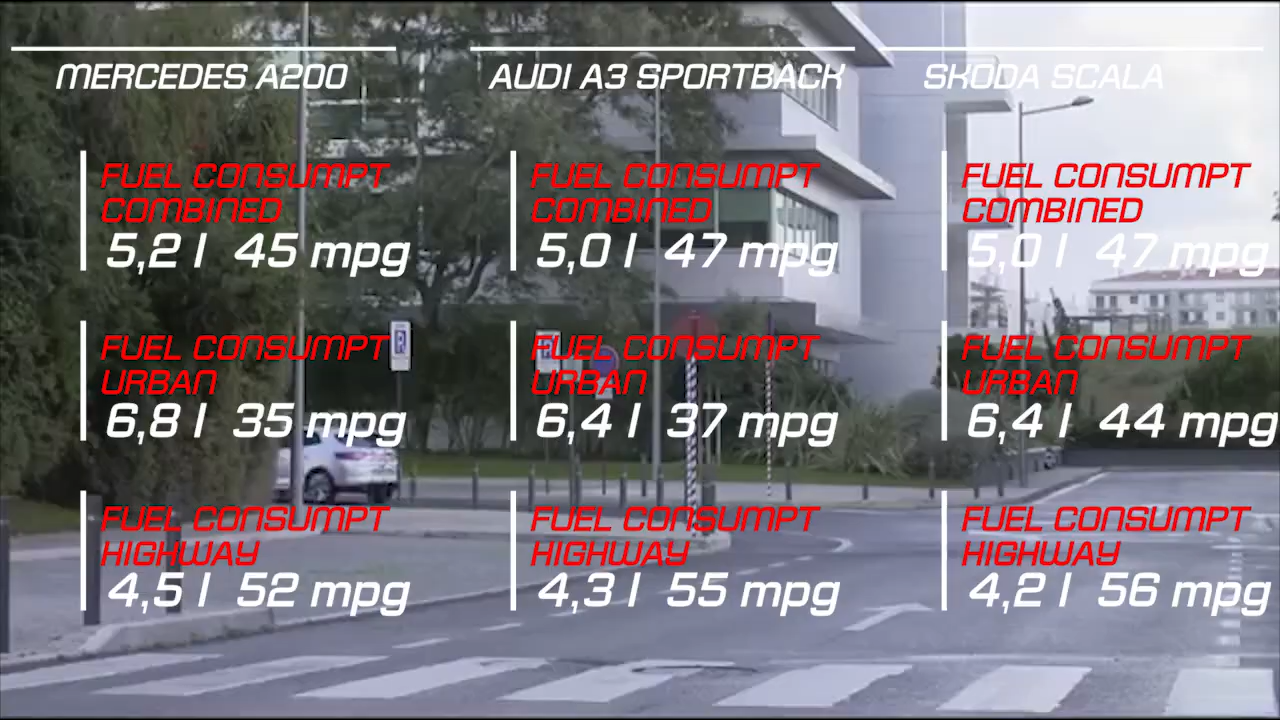 MERCEDES A200
AUDI A3 SPORTBACK
SKODA SCALA
FUEL CONSUMPT
COMBINED
5,2 l 45 mpg
FUEL CONSUMPT
COMBINED
5,0 l 47 mpg
FUEL CONSUMPT
COMBINED
5,0 l 47 mpg
FUEL CONSUMPT
URBAN
6,8 l 35 mpg
FUEL CONSUMPT
URBAN
6,4 l 37 mpg
FUEL CONSUMPT
URBAN
6,4 l 44 mpg
FUEL CONSUMPT
HIGHWAY
4,5 l 52 mpg
FUEL CONSUMPT
HIGHWAY
4,3 l 55 mpg
FUEL CONSUMPT
HIGHWAY
4,2 l 56 mpg